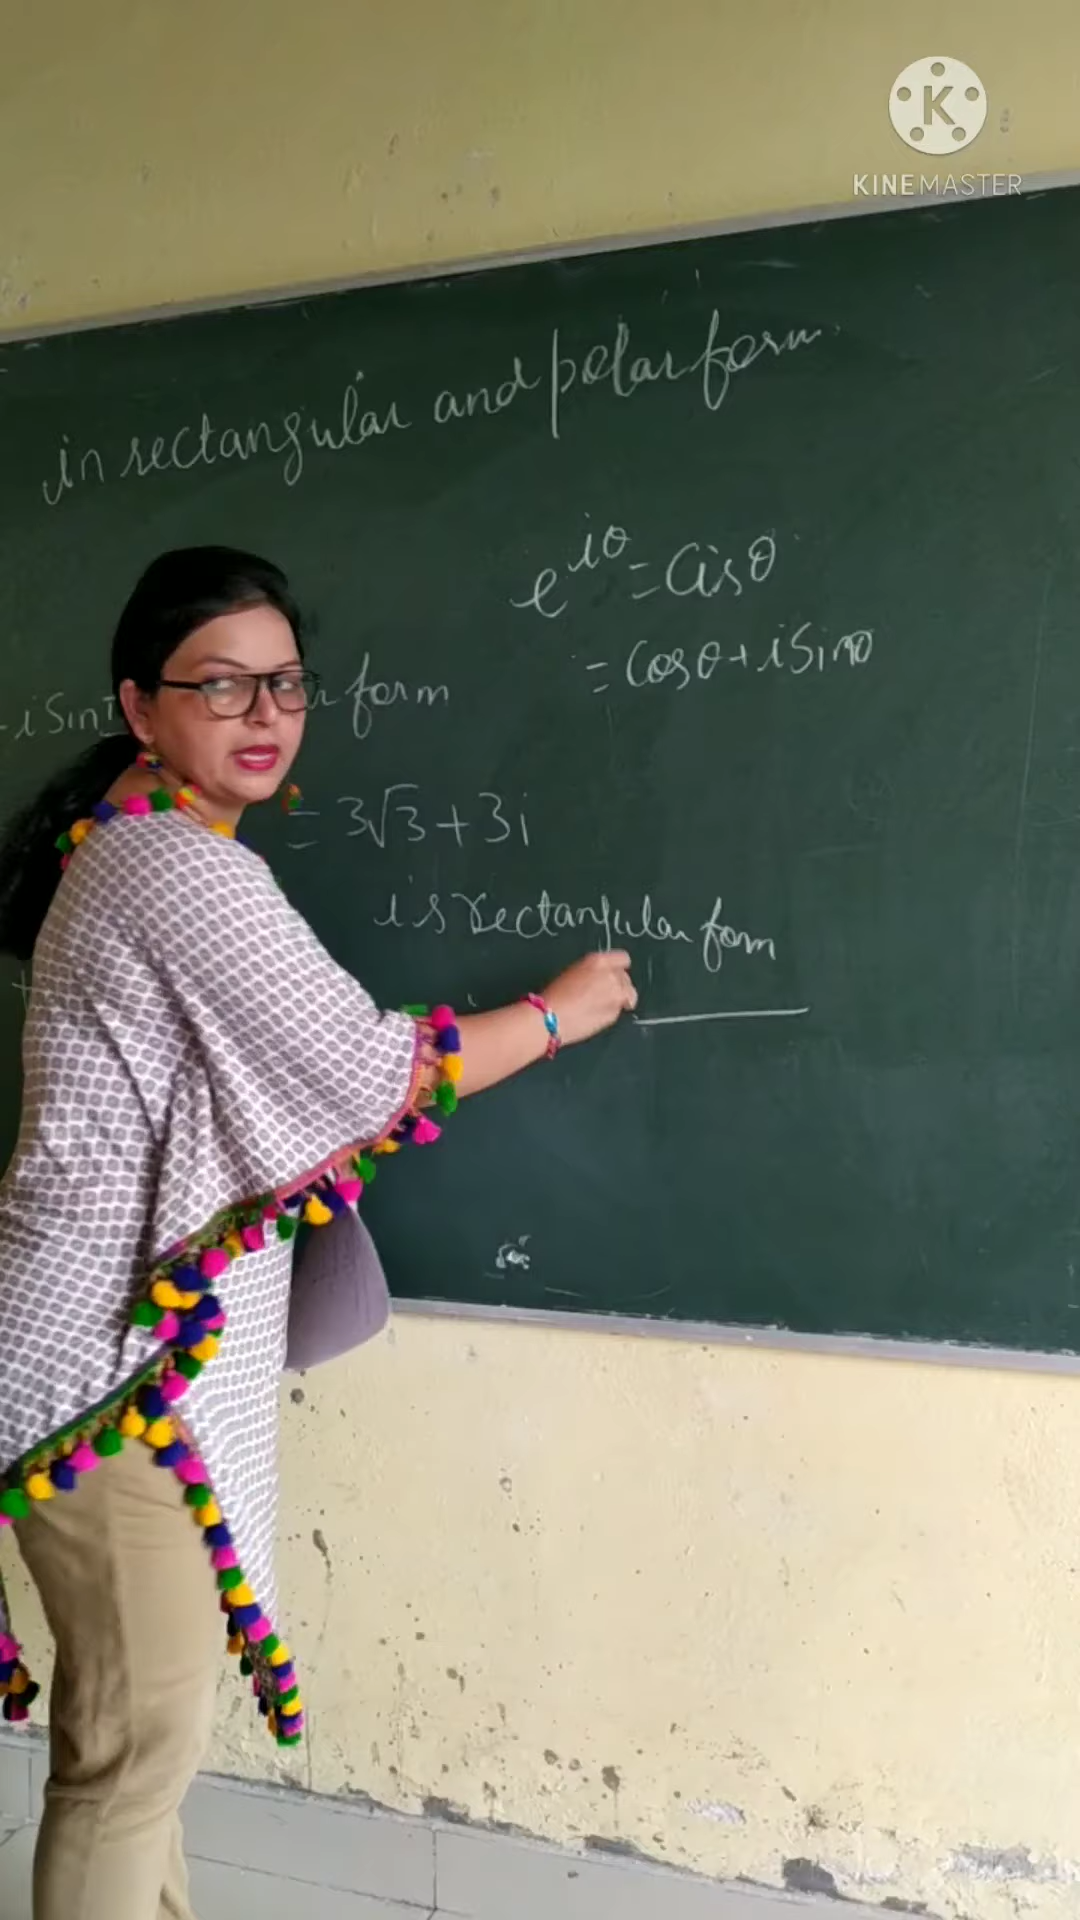 KINEMASTER
in rectangular and polar form.
e^iθ = Cisθ
= Cosθ + i Sinθ
- i Sin form
= 3√3 + 3i
is rectangular form